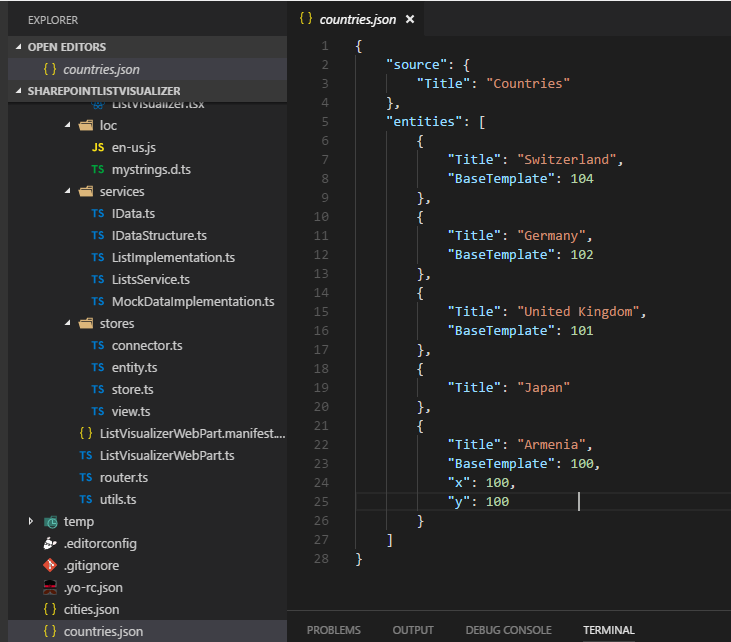 EXPLORER
OPEN EDITORS
{ } countries.json
SHAREPOINTLISTVISUALIZER
ListVisualizer.tsx
loc
JS en-us.js
TS mystrings.d.ts
services
TS IData.ts
TS IDataStructure.ts
TS ListImplementation.ts
TS ListsService.ts
TS MockDataImplementation.ts
stores
TS connector.ts
TS entity.ts
TS store.ts
TS view.ts
{ } ListVisualizerWebPart.manifest....
TS ListVisualizerWebPart.ts
TS router.ts
TS utils.ts
temp
.editorconfig
.gitignore
.yo-rc.json
{ } cities.json
{ } countries.json
{ } countries.json ×
1 {
2 "source": {
3 "Title": "Countries"
4 },
5 "entities": [
6 {
7 "Title": "Switzerland",
8 "BaseTemplate": 104
9 },
10 {
11 "Title": "Germany",
12 "BaseTemplate": 102
13 },
14 {
15 "Title": "United Kingdom",
16 "BaseTemplate": 101
17 },
18 {
19 "Title": "Japan"
20 },
21 {
22 "Title": "Armenia",
23 "BaseTemplate": 100,
24 "x": 100,
25 "y": 100
26 }
27 ]
28 }
PROBLEMS OUTPUT DEBUG CONSOLE TERMINAL